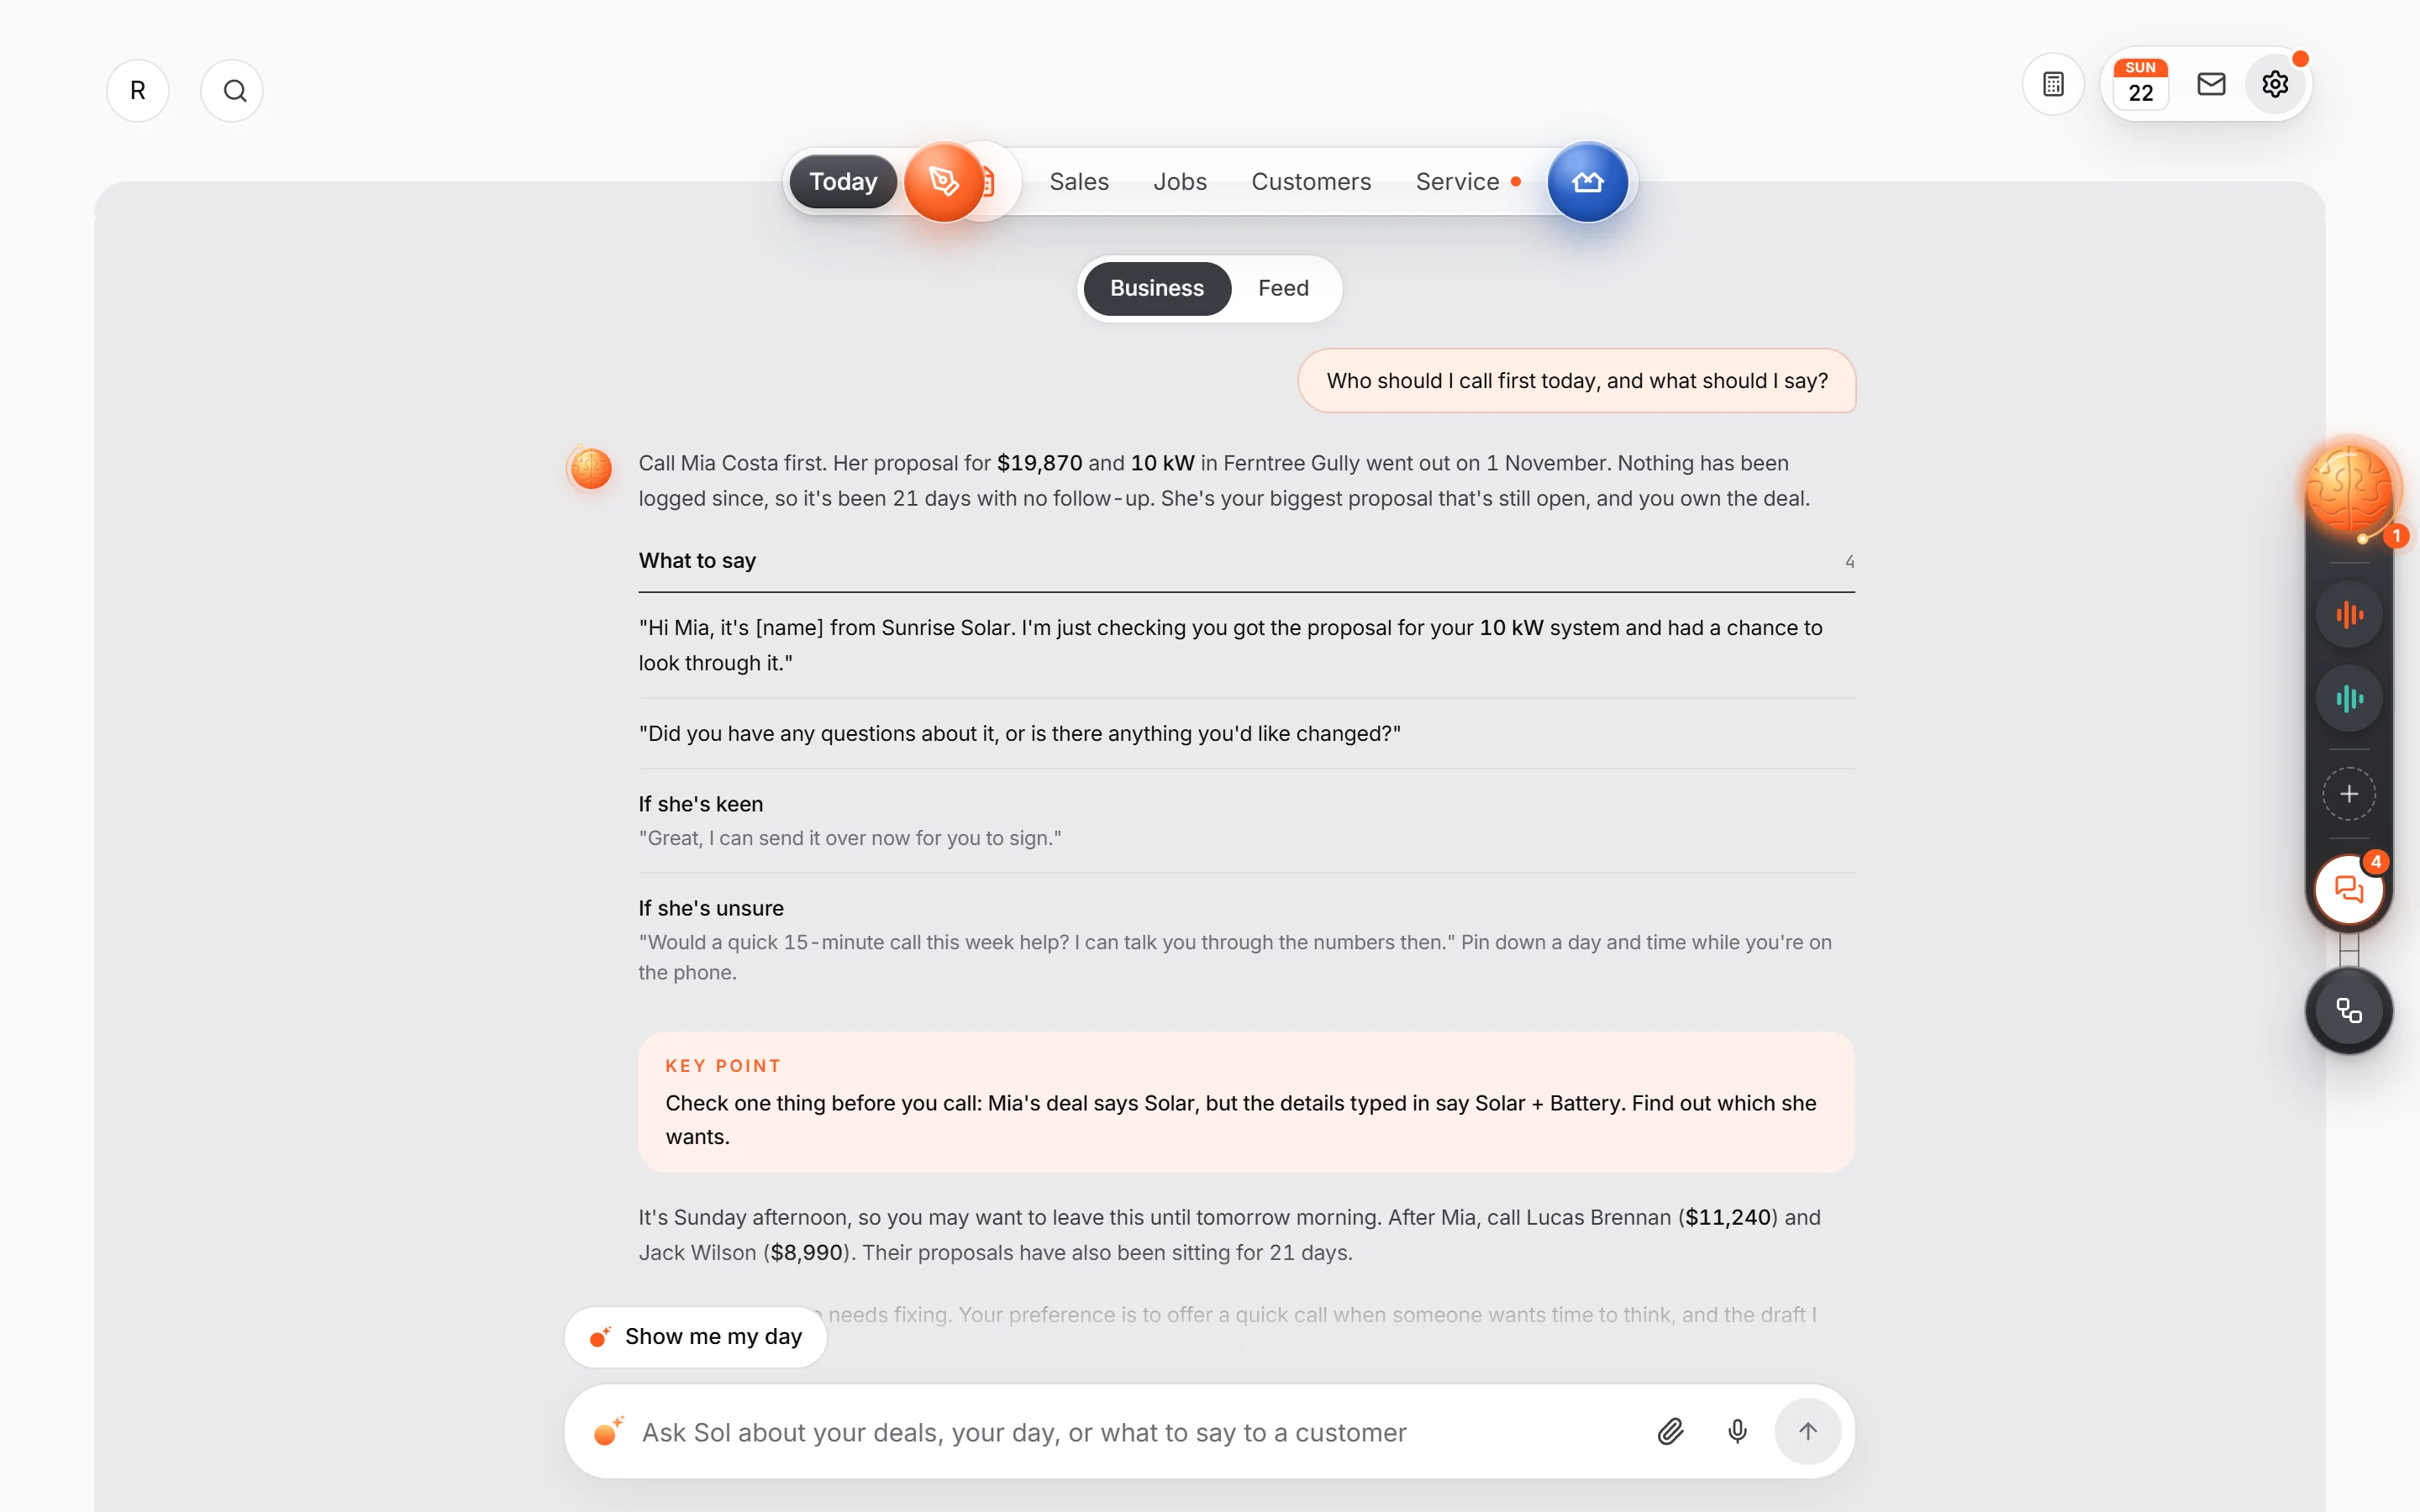 R
SUN
22
Today
Sales
Jobs
Customers
Service
Business
Feed
Who should I call first today, and what should I say?
Call Mia Costa first. Her proposal for $19,870 and 10 kW in Ferntree Gully went out on 1 November. Nothing has been
logged since, so it's been 21 days with no follow-up. She's your biggest proposal that's still open, and you own the deal.
1
What to say
4
"Hi Mia, it's [name] from Sunrise Solar. I'm just checking you got the proposal for your 10 kW system and had a chance to
look through it."
"Did you have any questions about it, or is there anything you'd like changed?"
If she's keen
"Great, I can send it over now for you to sign."
4
If she's unsure
"Would a quick 15-minute call this week help? I can talk you through the numbers then." Pin down a day and time while you're on
the phone.
KEY POINT
Check one thing before you call: Mia's deal says Solar, but the details typed in say Solar + Battery. Find out which she
wants.
It's Sunday afternoon, so you may want to leave this until tomorrow morning. After Mia, call Lucas Brennan ($11,240) and
Jack Wilson ($8,990). Their proposals have also been sitting for 21 days.
needs fixing. Your preference is to offer a quick call when someone wants time to think, and the draft I
Show me my day
Ask Sol about your deals, your day, or what to say to a customer